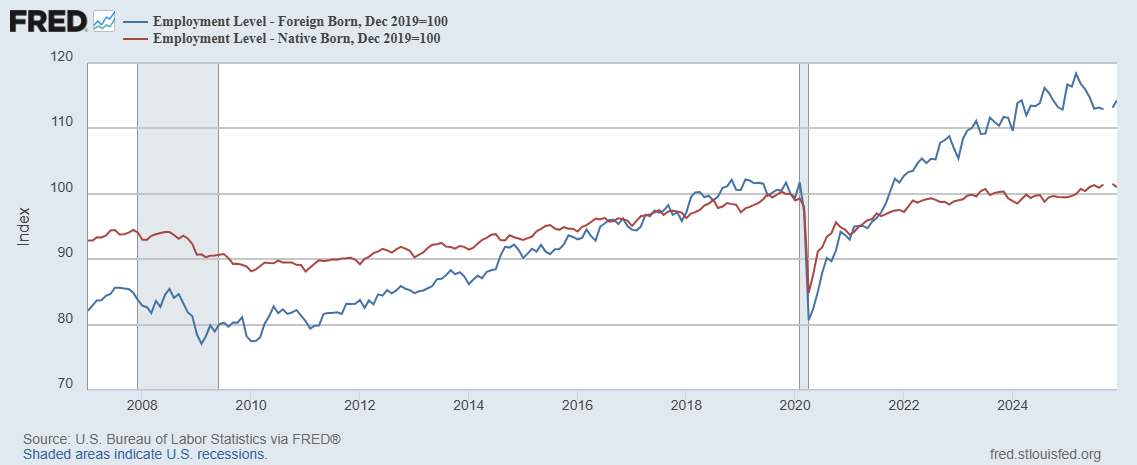 FRED
Employment Level - Foreign Born, Dec 2019=100
Employment Level - Native Born, Dec 2019=100
120
110
100
90
80
70
Index
2008 2010 2012 2014 2016 2018 2020 2022 2024
Source: U.S. Bureau of Labor Statistics via FRED®
Shaded areas indicate U.S. recessions.
fred.stlouisfed.org